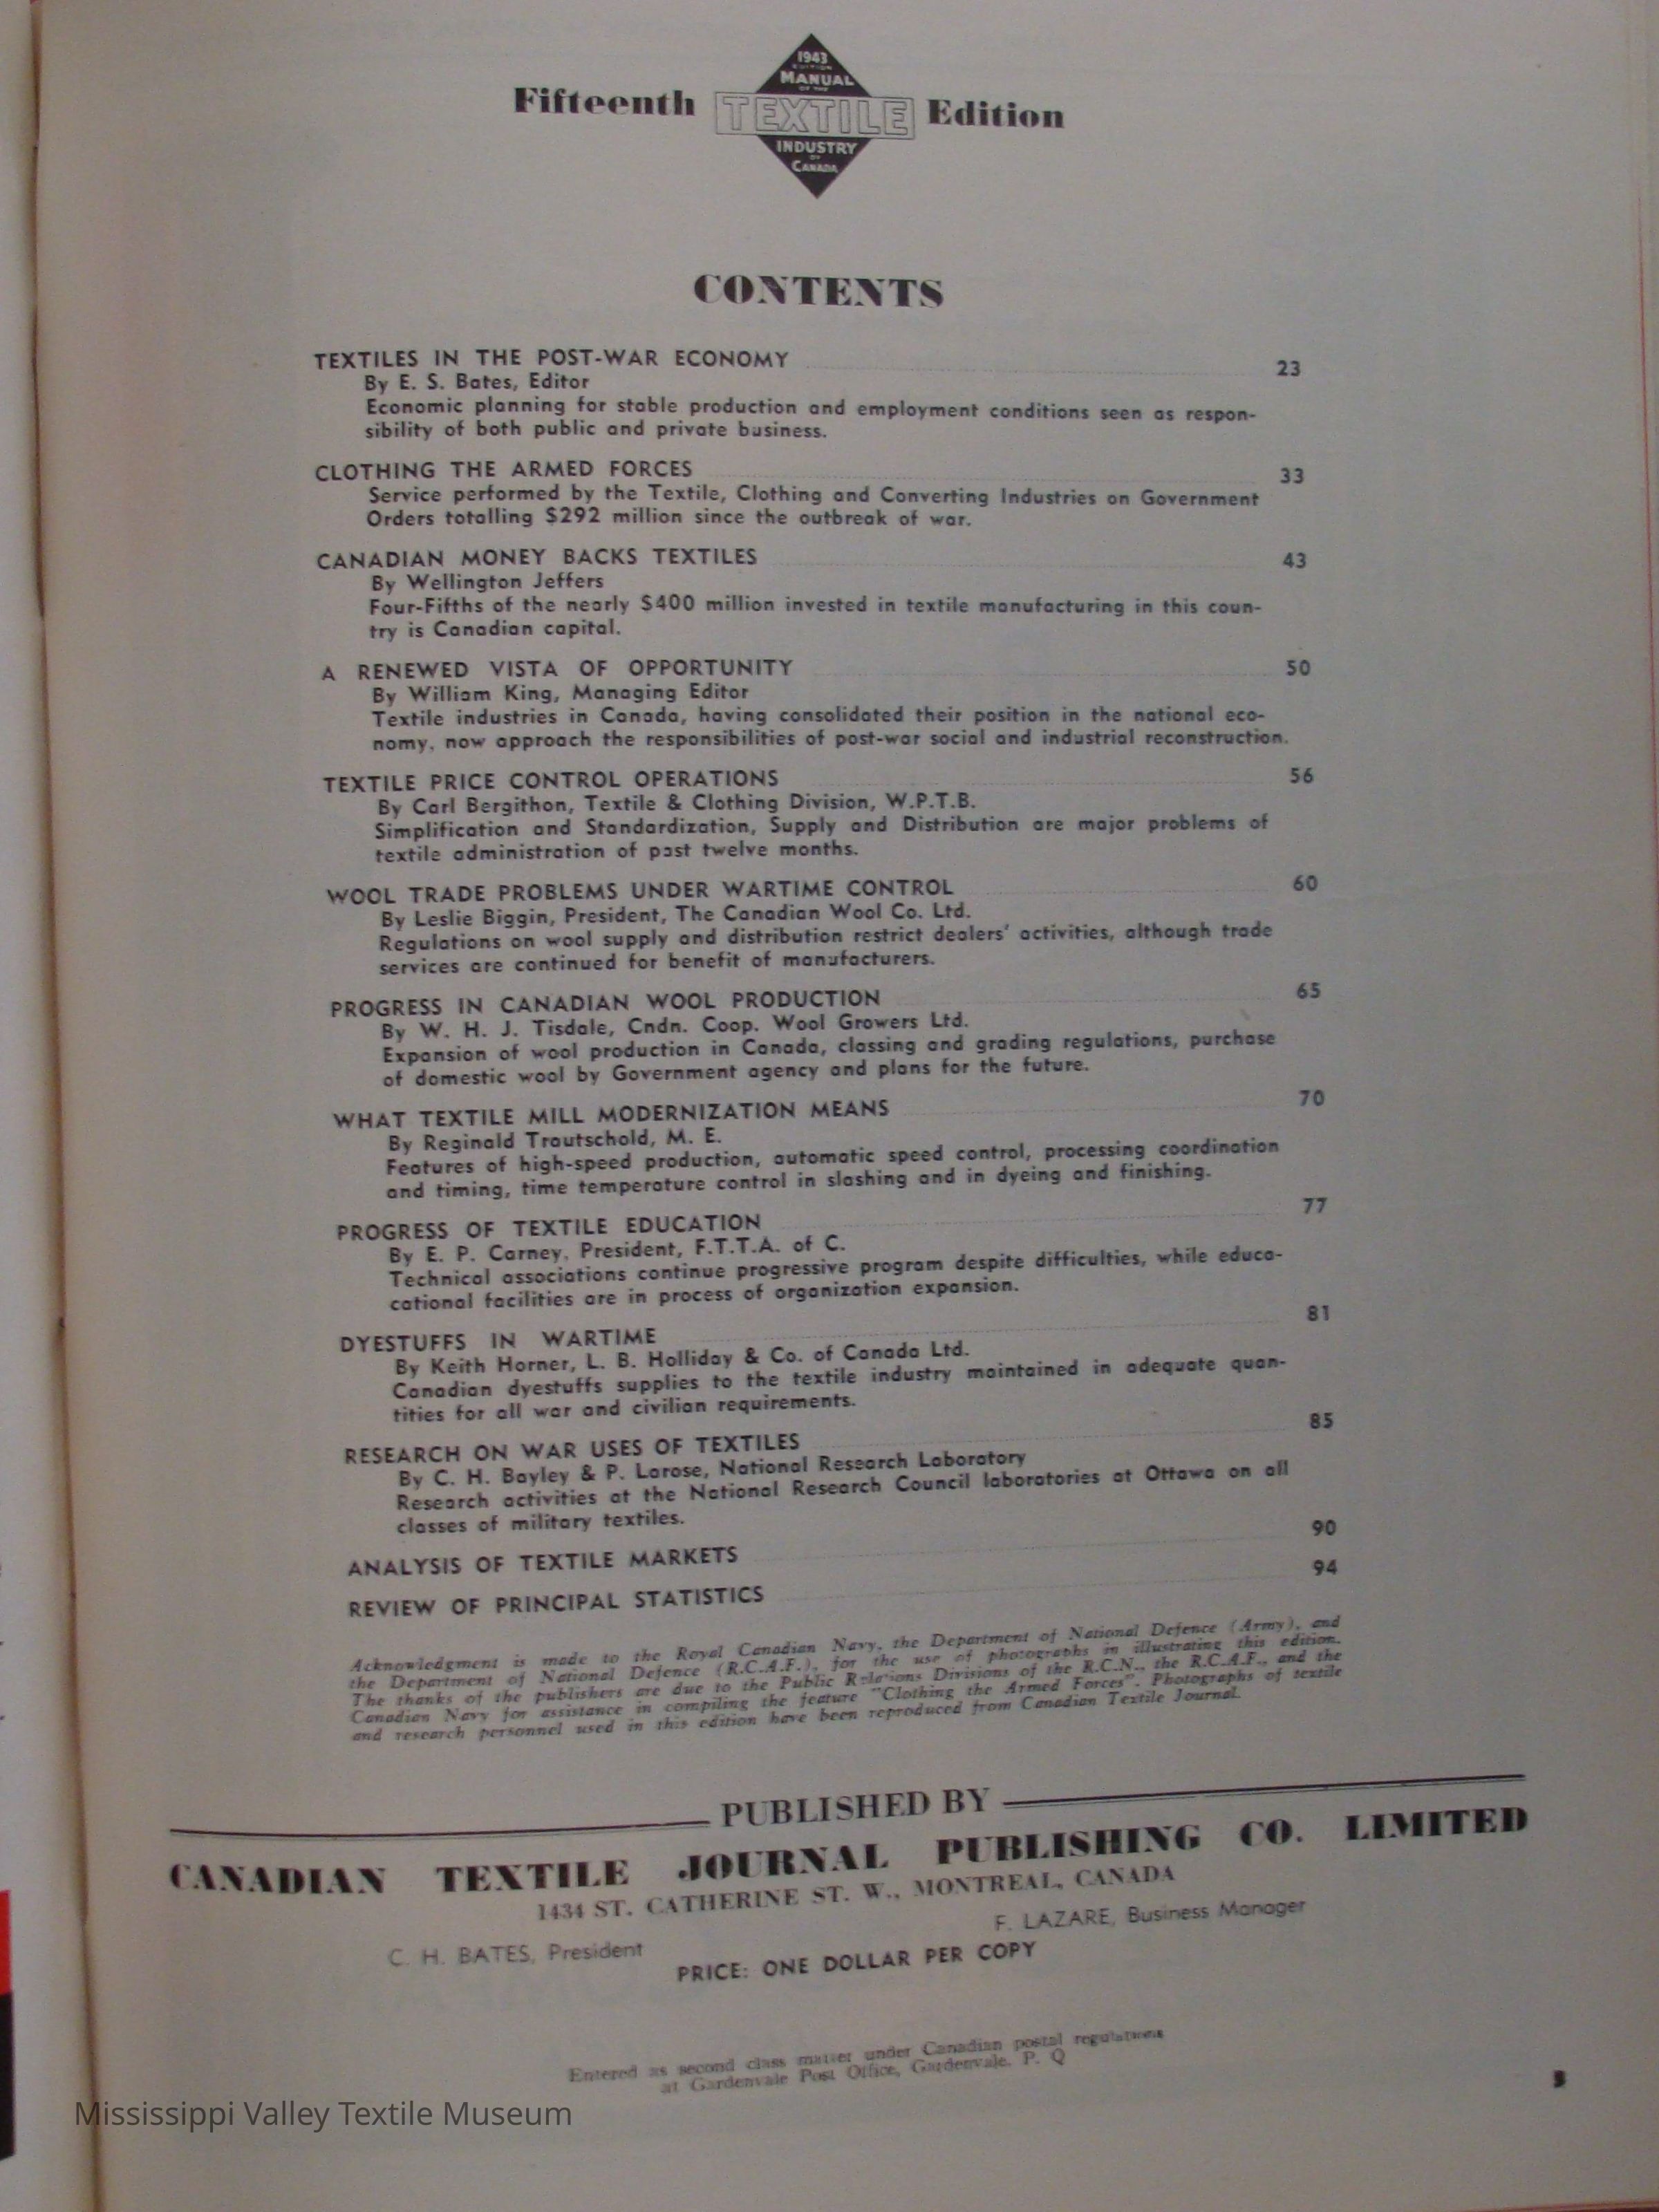 Fifteenth
1943
EDITION
MANUAL
OF THE
TEXTILE
INDUSTRY
OF
CANADA
Edition
CONTENTS
TEXTILES IN THE POST-WAR ECONOMY 23
By E. S. Bates, Editor
Economic planning for stable production and employment conditions seen as respon-
sibility of both public and private business.
CLOTHING THE ARMED FORCES 33
Service performed by the Textile, Clothing and Converting Industries on Government
Orders totalling $292 million since the outbreak of war.
CANADIAN MONEY BACKS TEXTILES 43
By Wellington Jeffers
Four-Fifths of the nearly $400 million invested in textile manufacturing in this coun-
try is Canadian capital.
A RENEWED VISTA OF OPPORTUNITY 50
By William King, Managing Editor
Textile industries in Canada, having consolidated their position in the national eco-
nomy, now approach the responsibilities of post-war social and industrial reconstruction.
TEXTILE PRICE CONTROL OPERATIONS 56
By Carl Bergithon, Textile & Clothing Division, W.P.T.B.
Simplification and Standardization, Supply and Distribution are major problems of
textile administration of past twelve months.
WOOL TRADE PROBLEMS UNDER WARTIME CONTROL 60
By Leslie Biggin, President, The Canadian Wool Co. Ltd.
Regulations on wool supply and distribution restrict dealers' activities, although trade
services are continued for benefit of manufacturers.
PROGRESS IN CANADIAN WOOL PRODUCTION 65
By W. H. J. Tisdale, Cndn. Coop. Wool Growers Ltd.
Expansion of wool production in Canada, classing and grading regulations, purchase
of domestic wool by Government agency and plans for the future.
WHAT TEXTILE MILL MODERNIZATION MEANS 70
By Reginald Trautschold, M. E.
Features of high-speed production, automatic speed control, processing coordination
and timing, time temperature control in slashing and in dyeing and finishing.
PROGRESS OF TEXTILE EDUCATION 77
By E. P. Carney, President, F.T.T.A. of C.
Technical associations continue progressive program despite difficulties, while educa-
cational facilities are in process of organization expansion.
DYESTUFFS IN WARTIME 81
By Keith Horner, L. B. Holliday & Co. of Canada Ltd.
Canadian dyestuffs supplies to the textile industry maintained in adequate quan-
tities for all war and civilian requirements.
RESEARCH ON WAR USES OF TEXTILES 85
By C. H. Bayley & P. Larose, National Research Laboratory
Research activities at the National Research Council laboratories at Ottawa on all
classes of military textiles.
ANALYSIS OF TEXTILE MARKETS 90
REVIEW OF PRINCIPAL STATISTICS 94
Acknowledgment is made to the Royal Canadian Navy, the Department of National Defence (Army), and
the Department of National Defence (R.C.A.F.), for the use of photographs in illustrating this edition.
The thanks of the publishers are due to the Public Relations Divisions of the R.C.N., the R.C.A.F., and the
Canadian Navy for assistance in compiling the feature "Clothing the Armed Forces". Photographs of textile
and research personnel used in this edition have been reproduced from Canadian Textile Journal.
PUBLISHED BY
CANADIAN TEXTILE JOURNAL PUBLISHING CO. LIMITED
1434 ST. CATHERINE ST. W., MONTREAL, CANADA
C. H. BATES, President
F. LAZARE, Business Manager
PRICE: ONE DOLLAR PER COPY
Entered as second class matter under Canadian postal regulations
at Gardenvale Post Office, Gardenvale, P. Q
Mississippi Valley Textile Museum